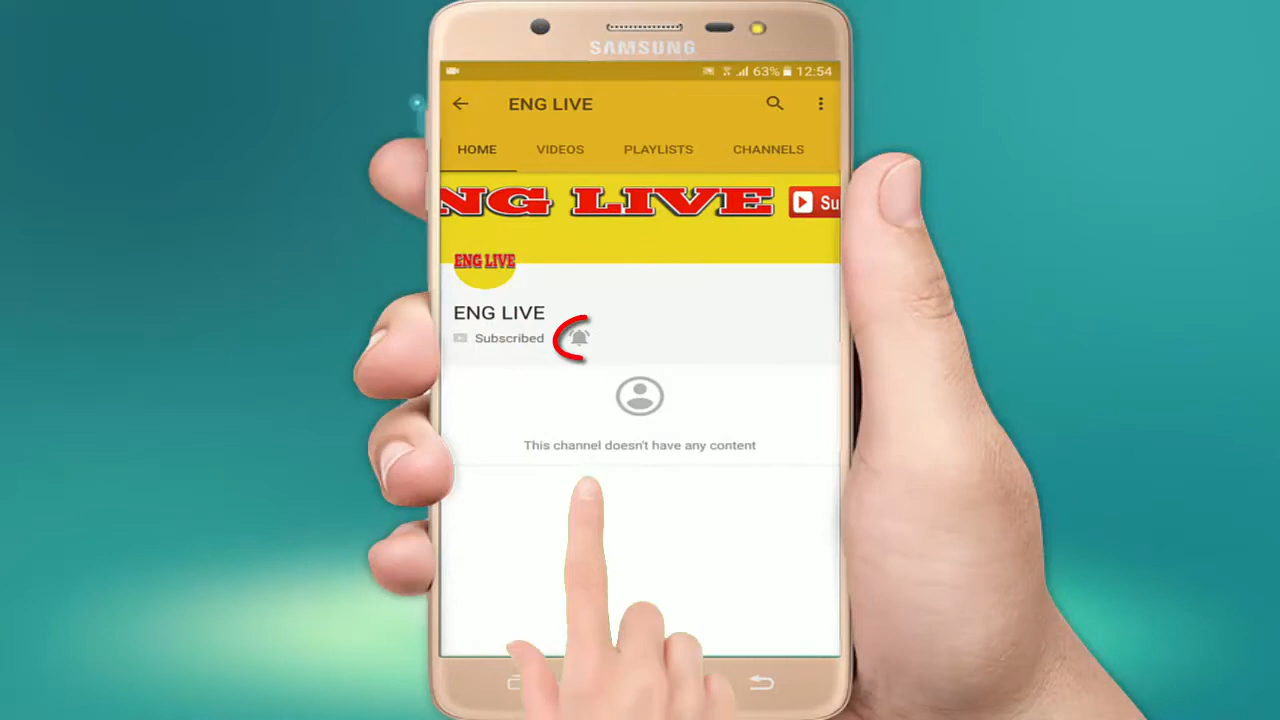 SAMSUNG
63% 12:54
ENG LIVE
HOME VIDEOS PLAYLISTS CHANNELS
NG LIVE Su
ENG LIVE
ENG LIVE
Subscribed
This channel doesn't have any content